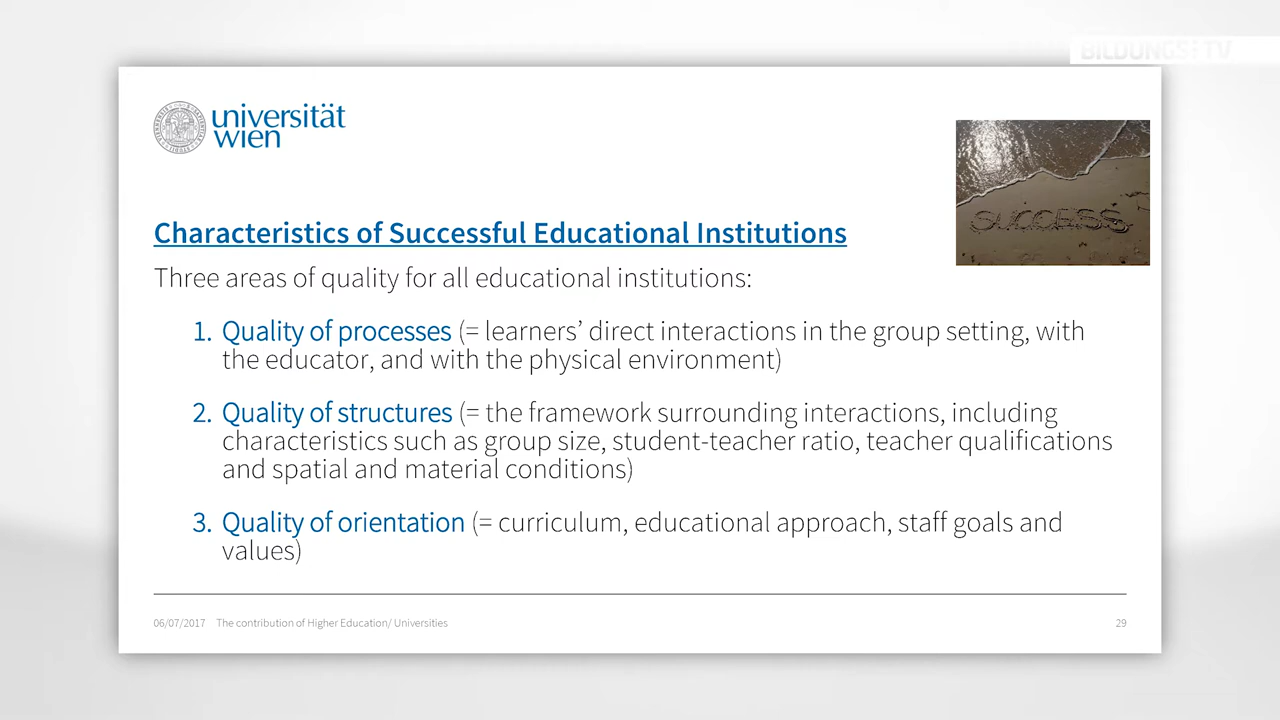 BILDUNGS TV
universität
wien
SUCCESS
Characteristics of Successful Educational Institutions
Three areas of quality for all educational institutions:
1. Quality of processes (= learners’ direct interactions in the group setting, with
the educator, and with the physical environment)
2. Quality of structures (= the framework surrounding interactions, including
characteristics such as group size, student-teacher ratio, teacher qualifications
and spatial and material conditions)
3. Quality of orientation (= curriculum, educational approach, staff goals and
values)
06/07/2017 The contribution of Higher Education/ Universities 29